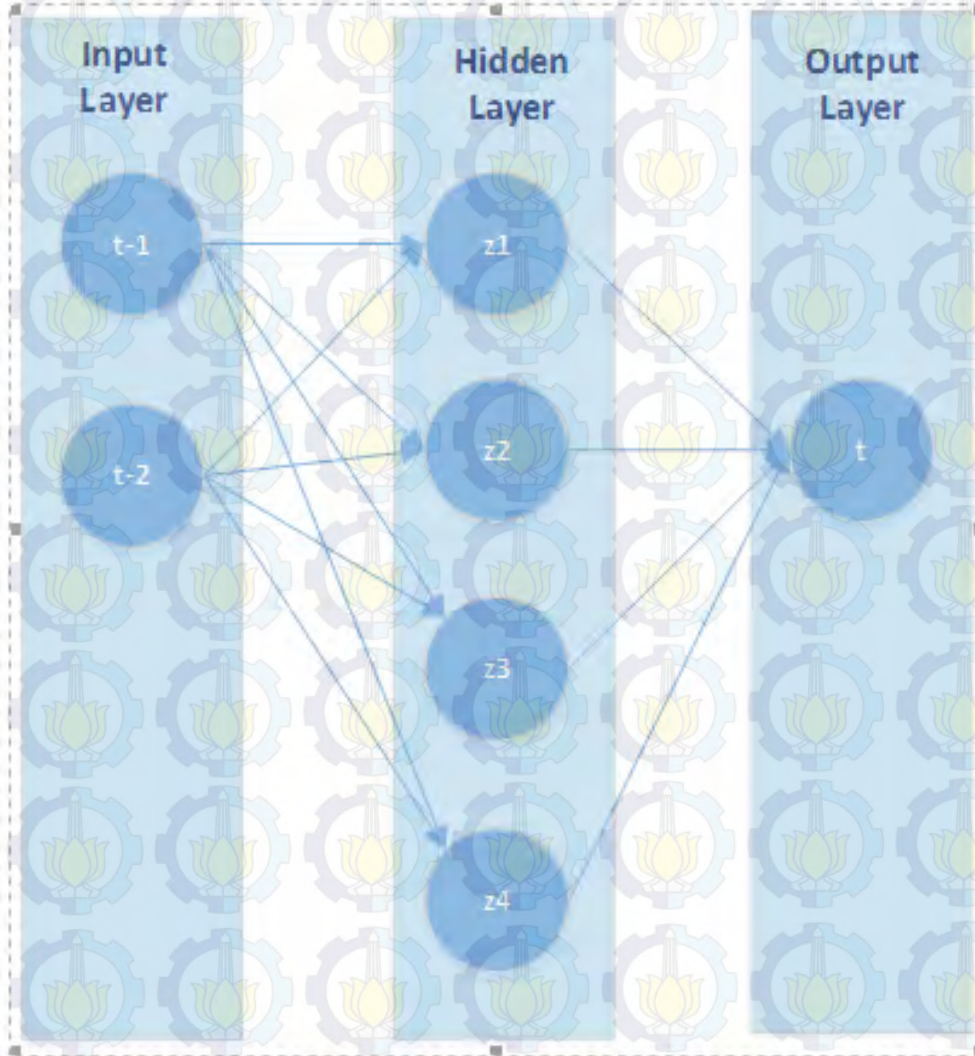 Input
Layer
Hidden
Layer
Output
Layer
t-1
z1
t-2
z2
t
z3
z4